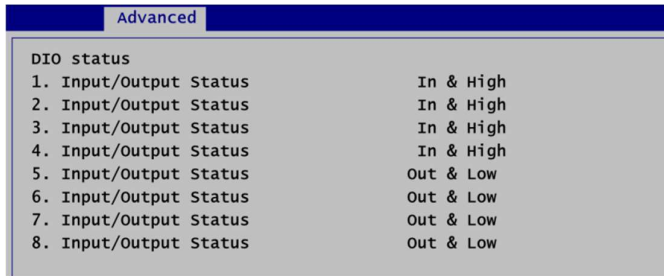 Advanced
DIO status
1. Input/Output Status In & High
2. Input/Output Status In & High
3. Input/Output Status In & High
4. Input/Output Status In & High
5. Input/Output Status Out & Low
6. Input/Output Status Out & Low
7. Input/Output Status Out & Low
8. Input/Output Status Out & Low